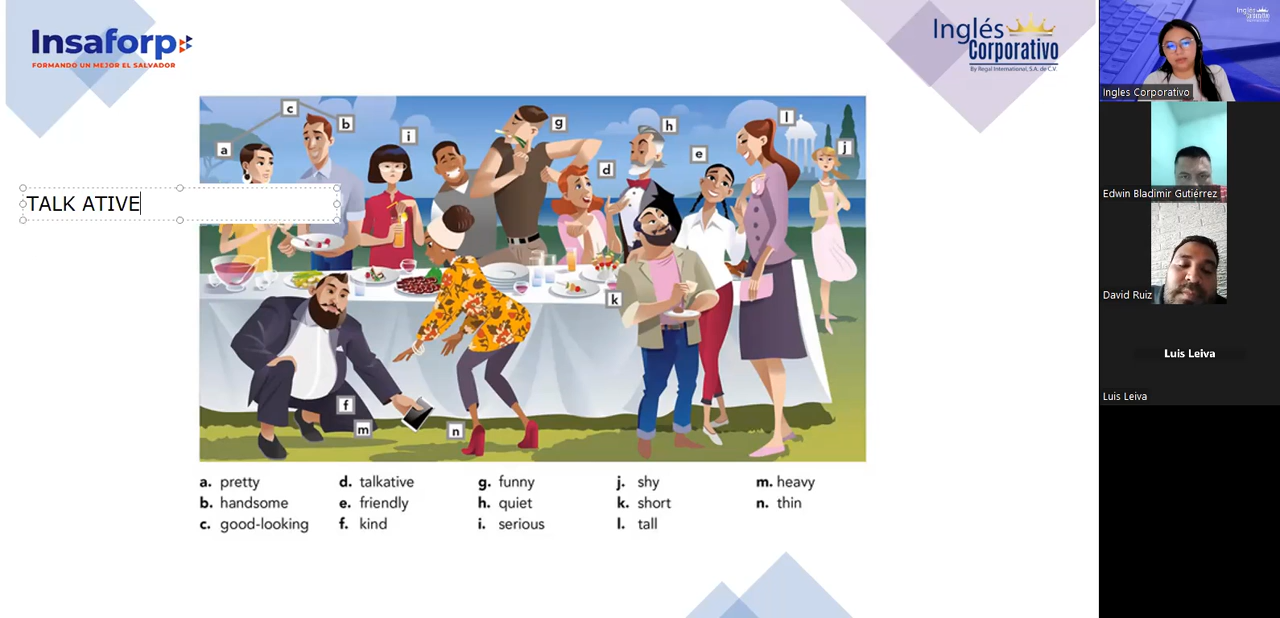 Insaforp
FORMANDO UN MEJOR EL SALVADOR
Inglés
Corporativo
By Regal International, S.A. de C.V.
c
a
b
i
g
d
h
e
l
j
TALK ATIVE
k
f
m
n
a. pretty
b. handsome
c. good-looking
d. talkative
e. friendly
f. kind
g. funny
h. quiet
i. serious
j. shy
k. short
l. tall
m. heavy
n. thin
Ingles Corporativo
Edwin Bladimir Gutiérrez
David Ruiz
Luis Leiva
Luis Leiva